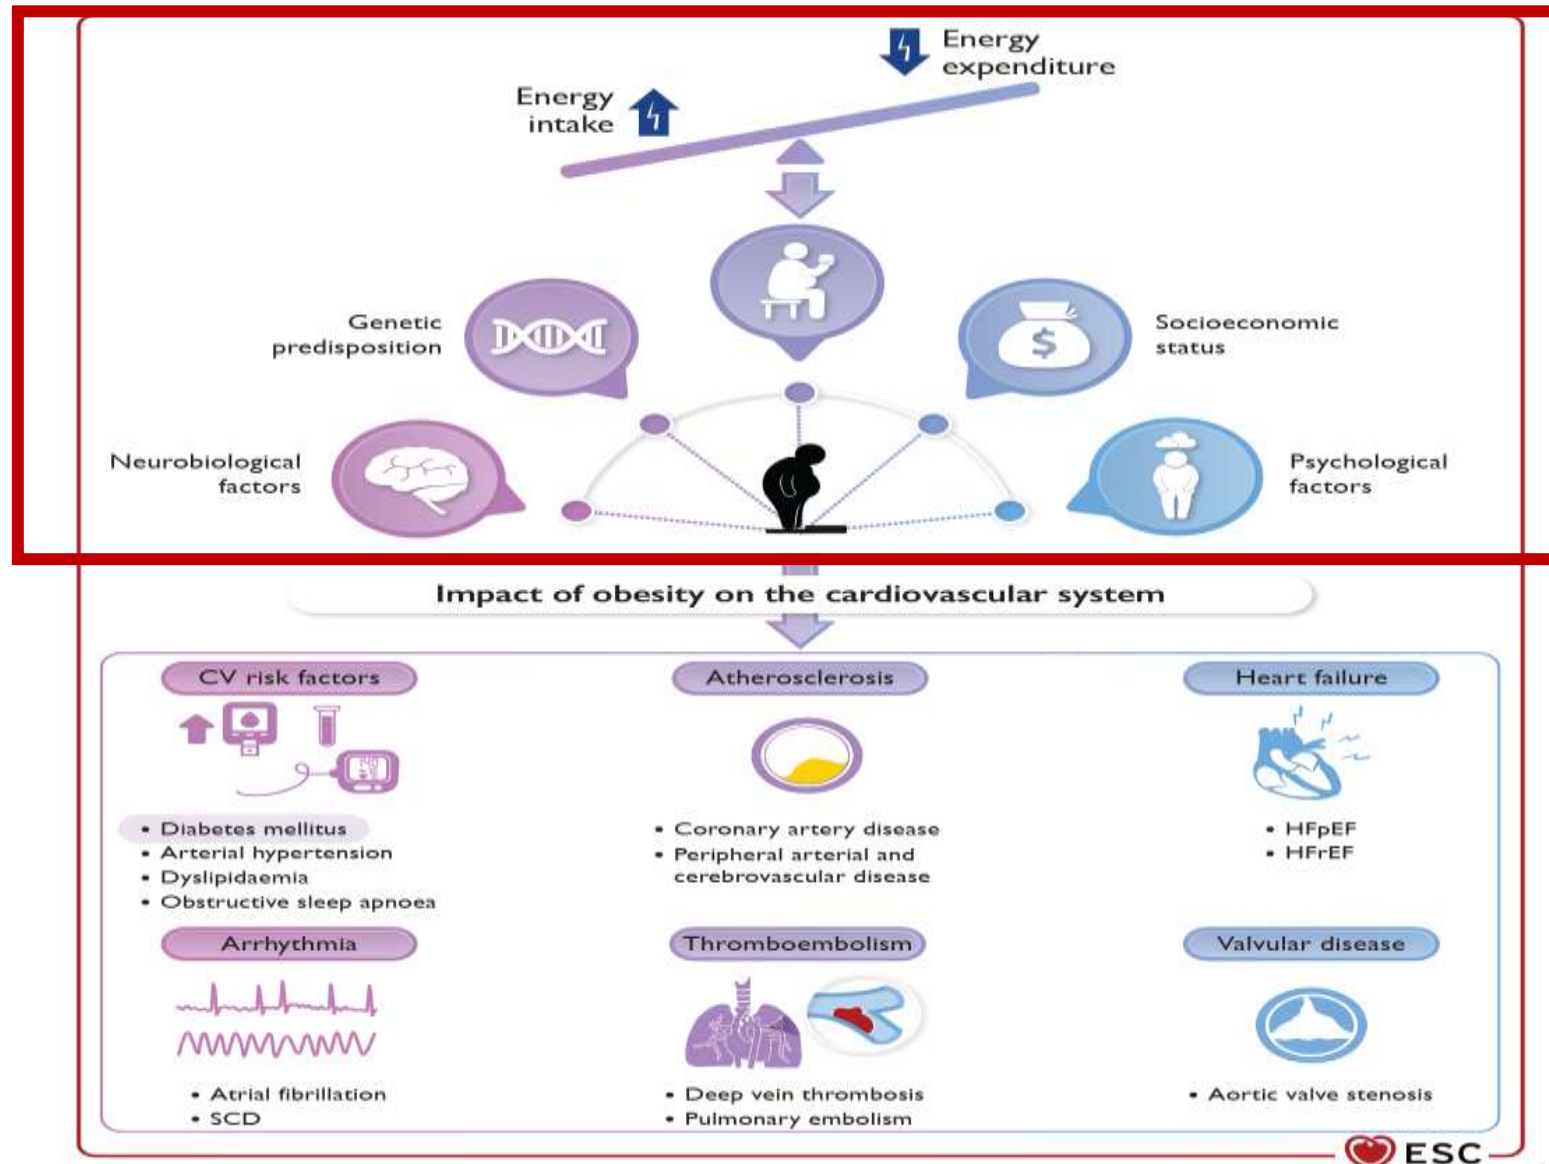 Energy
expenditure
Energy
intake
Genetic
predisposition
Socioeconomic
status
$
Neurobiological
factors
Psychological
factors
Impact of obesity on the cardiovascular system
CV risk factors
• Diabetes mellitus
• Arterial hypertension
• Dyslipidaemia
• Obstructive sleep apnoea
Atherosclerosis
• Coronary artery disease
• Peripheral arterial and
cerebrovascular disease
Heart failure
• HFpEF
• HFrEF
Arrhythmia
• Atrial fibrillation
• SCD
Thromboembolism
• Deep vein thrombosis
• Pulmonary embolism
Valvular disease
• Aortic valve stenosis
ESC